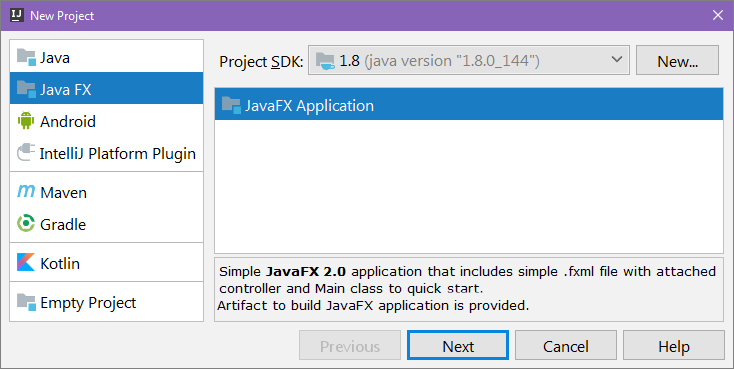 New Project
Java
Java FX
Android
IntelliJ Platform Plugin
Maven
Gradle
Kotlin
Empty Project
Project SDK: 1.8 (java version "1.8.0_144") New...
JavaFX Application
Simple JavaFX 2.0 application that includes simple .fxml file with attached
controller and Main class to quick start.
Artifact to build JavaFX application is provided.
Previous Next Cancel Help